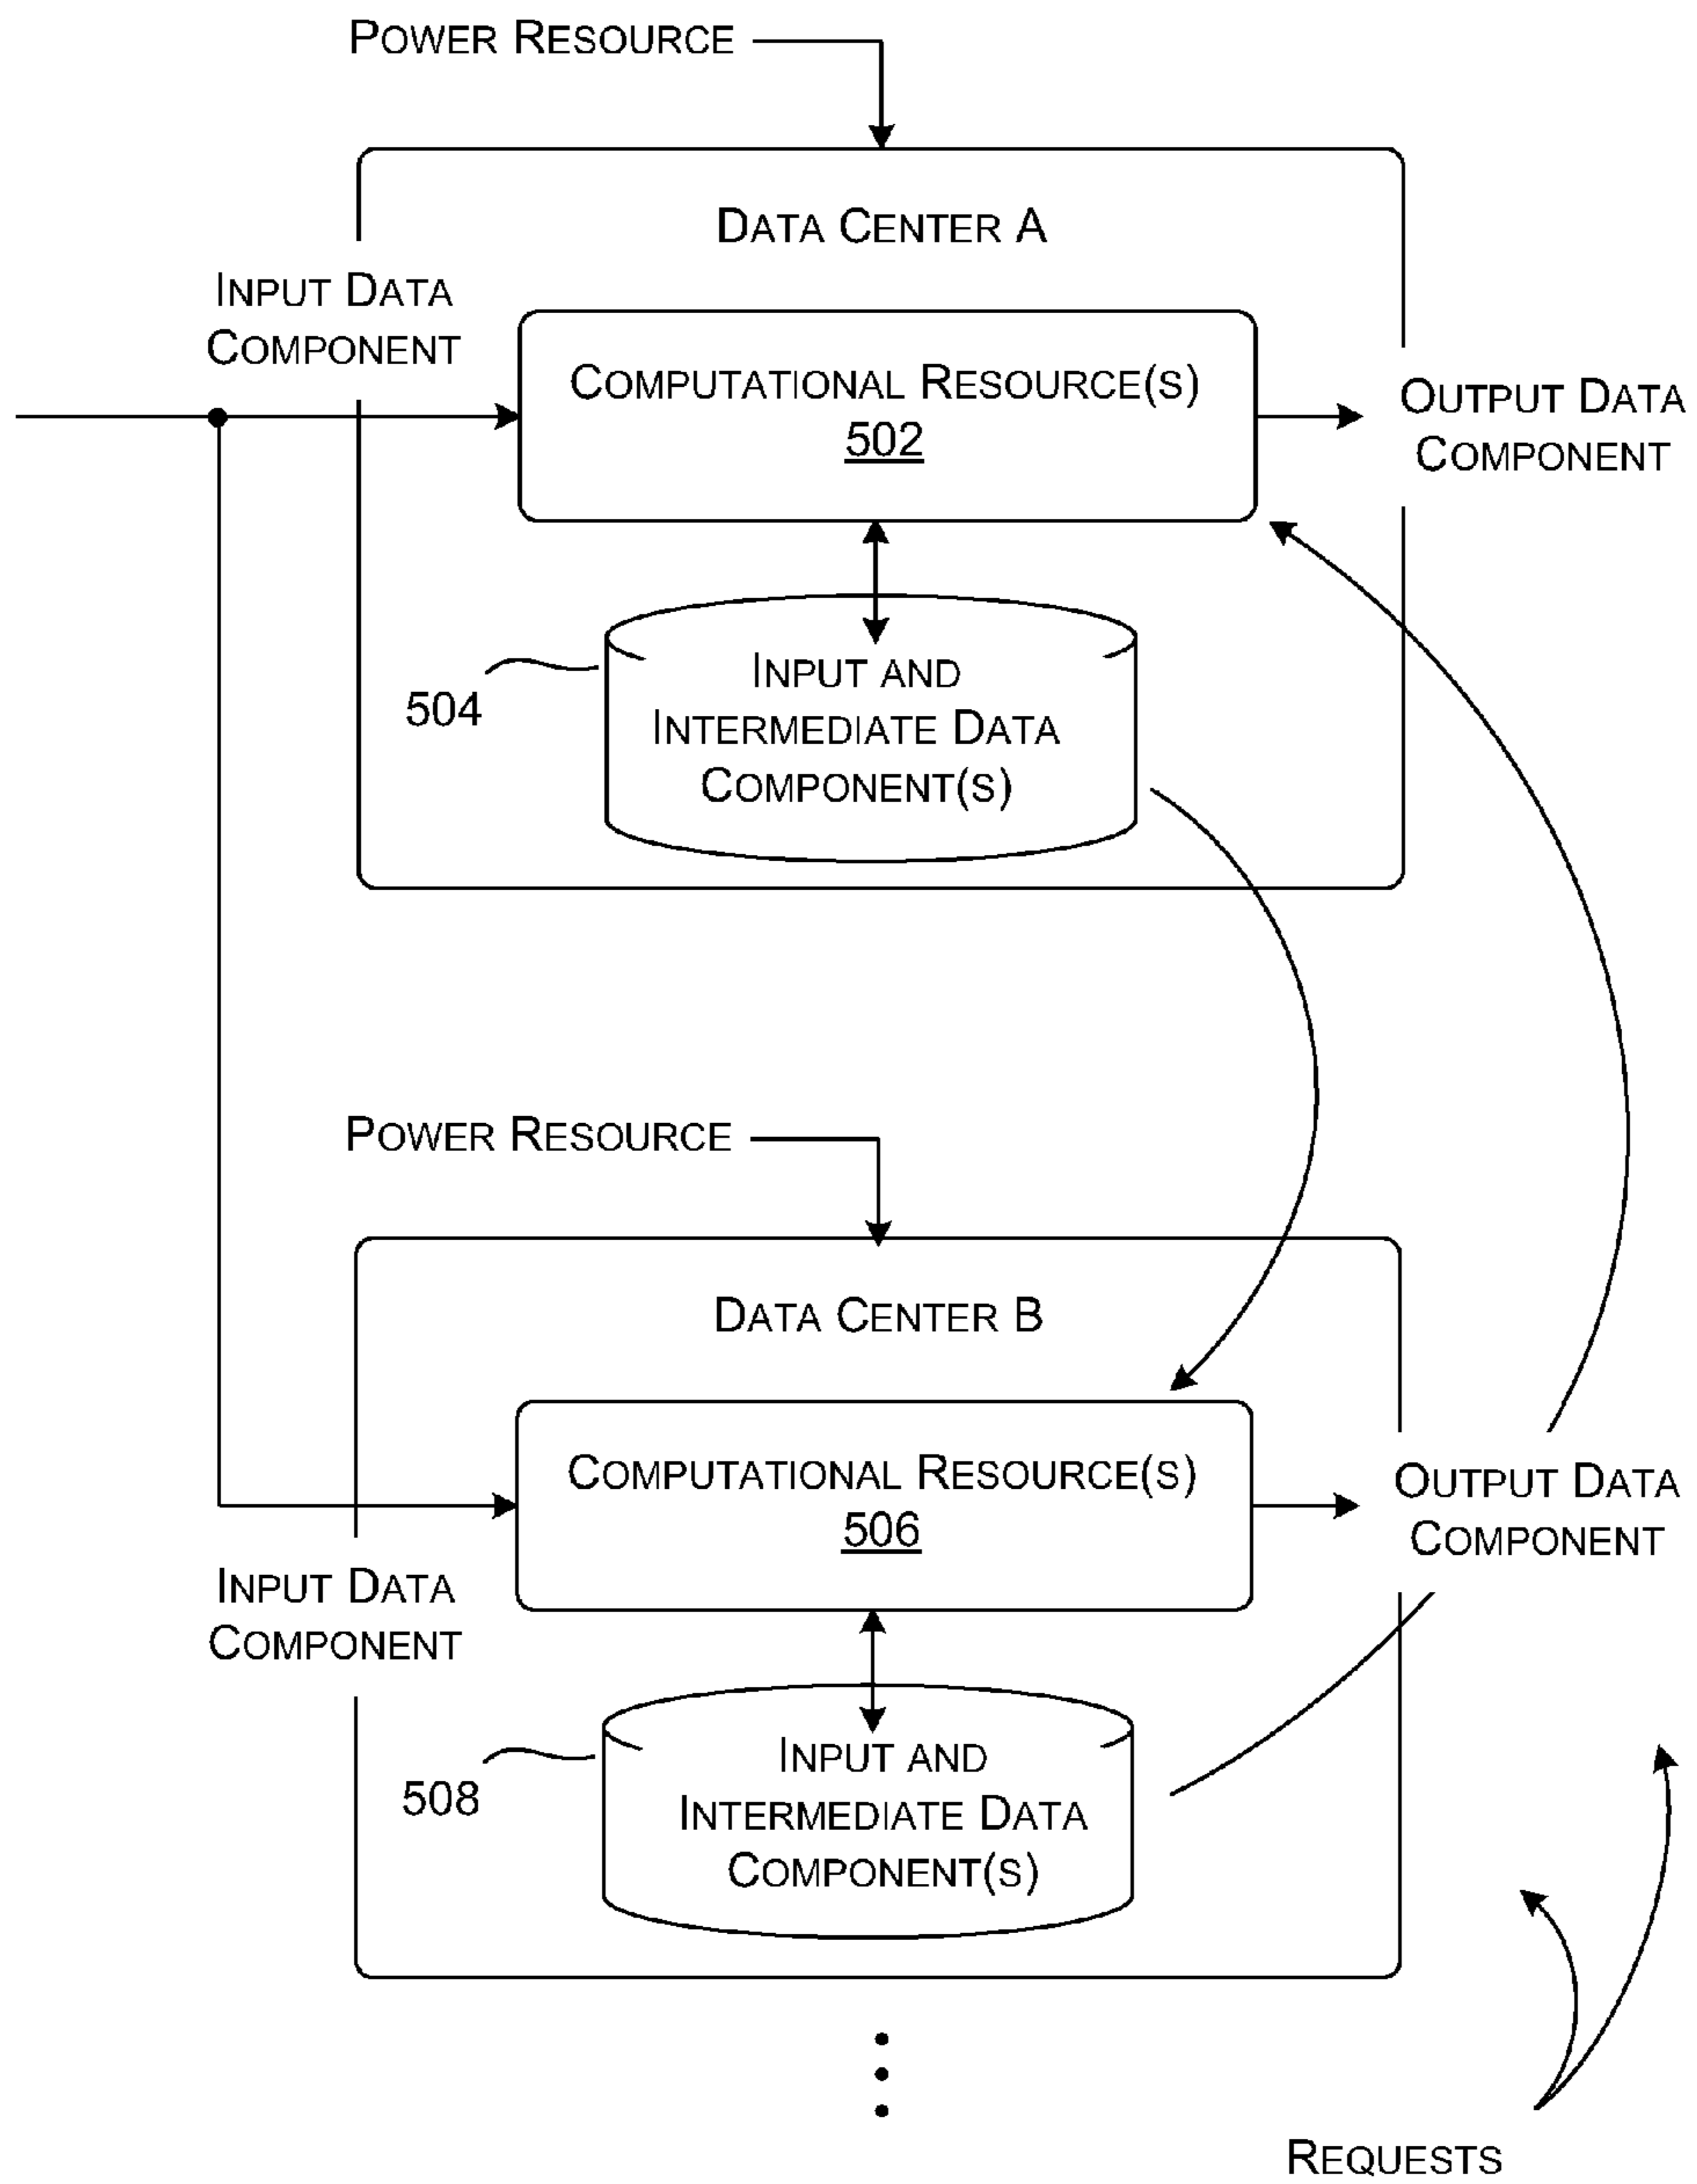 POWER RESOURCE
DATA CENTER A
INPUT DATA
COMPONENT
COMPUTATIONAL RESOURCE(S)
502
OUTPUT DATA
COMPONENT
504
INPUT AND
INTERMEDIATE DATA
COMPONENT(S)
POWER RESOURCE
DATA CENTER B
COMPUTATIONAL RESOURCE(S)
506
OUTPUT DATA
COMPONENT
INPUT DATA
COMPONENT
508
INPUT AND
INTERMEDIATE DATA
COMPONENT(S)
REQUESTS